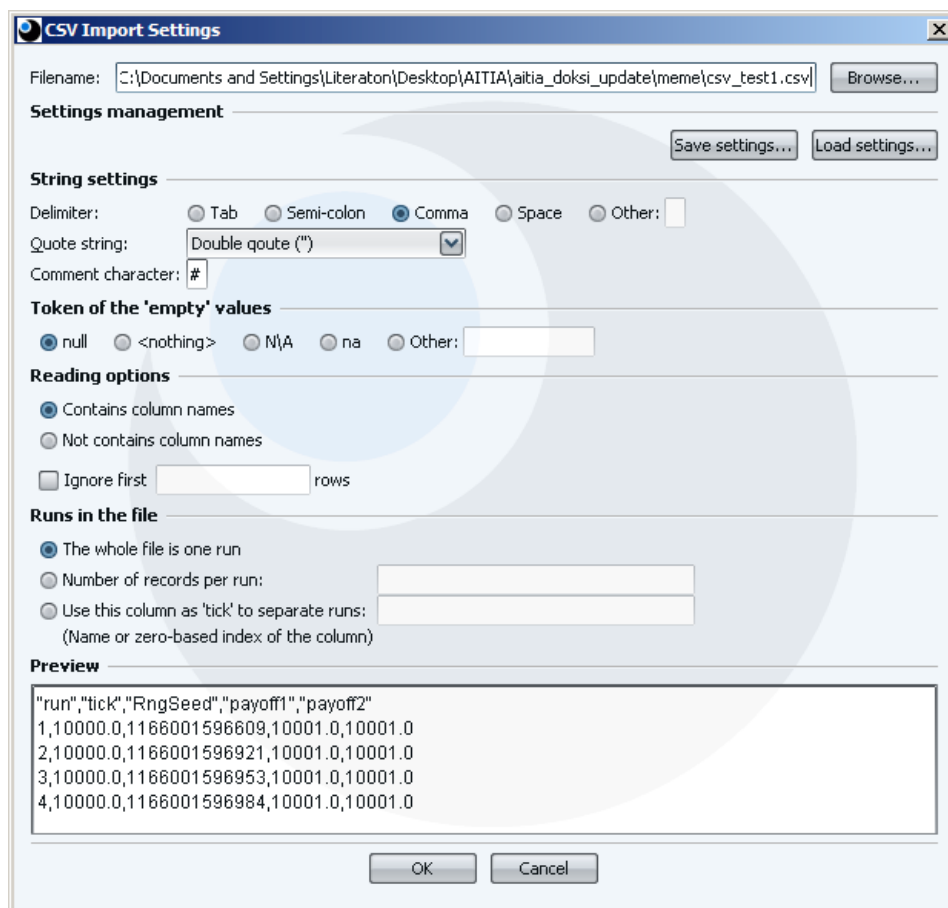 CSV Import Settings
Filename: C:\Documents and Settings\Literaton\Desktop\AITIA\aitia_doksi_update\meme\csv_test1.csv Browse...
Settings management
Save settings... Load settings...
String settings
Delimiter: Tab Semi-colon Comma Space Other:
Quote string: Double qoute (")
Comment character: #
Token of the 'empty' values
null <nothing> N\A na Other:
Reading options
Contains column names
Not contains column names
Ignore first rows
Runs in the file
The whole file is one run
Number of records per run:
Use this column as 'tick' to separate runs:
(Name or zero-based index of the column)
Preview
"run","tick","RngSeed","payoff1","payoff2"
1,10000.0,1166001596609,10001.0,10001.0
2,10000.0,1166001596921,10001.0,10001.0
3,10000.0,1166001596953,10001.0,10001.0
4,10000.0,1166001596984,10001.0,10001.0
OK Cancel